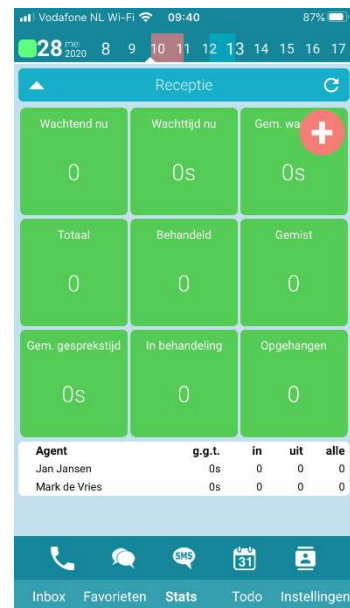 Vodafone NL Wi-Fi 09:40 87%
28 mei 2020 8 9 10 11 12 13 14 15 16 17
Receptie
Wachtend nu Wachttijd nu Gem. wa
0 0s 0s
Totaal Behandeld Gemist
0 0 0
Gem. gesprekstijd In behandeling Opgehangen
0s 0 0
Agent g.g.t. in uit alle
Jan Jansen 0s 0 0 0
Mark de Vries 0s 0 0 0
SMS 31
Inbox Favorieten Stats Todo Instellingen